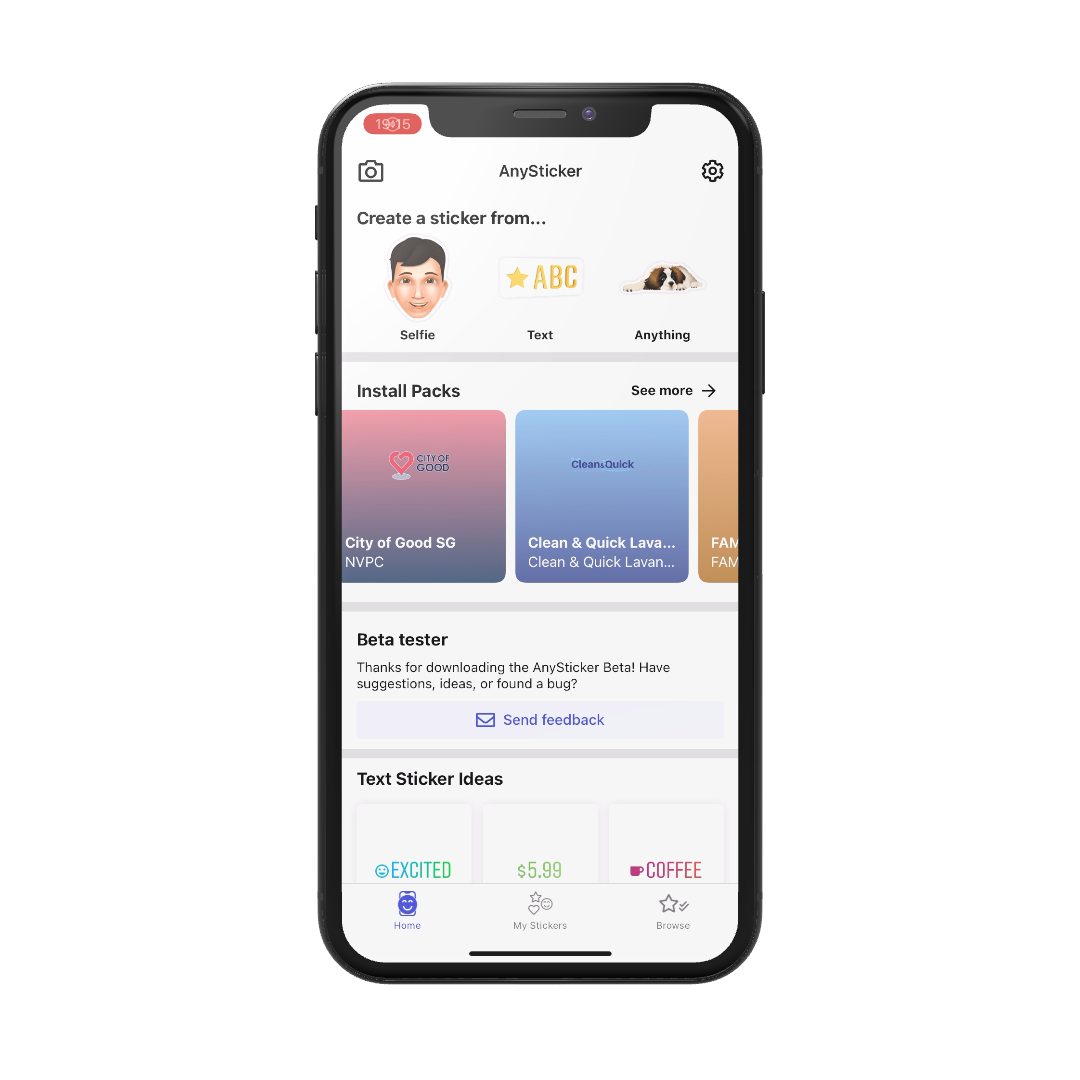 19:15
AnySticker
Create a sticker from...
ABC
Selfie
Text
Anything
Install Packs
See more
CITY OF
GOOD
City of Good SG
NVPC
Clean&Quick
Clean & Quick Lava...
Clean & Quick Lavan...
FAM
FAM
Beta tester
Thanks for downloading the AnySticker Beta! Have
suggestions, ideas, or found a bug?
Send feedback
Text Sticker Ideas
EXCITED
$5.99
COFFEE
Home
My Stickers
Browse